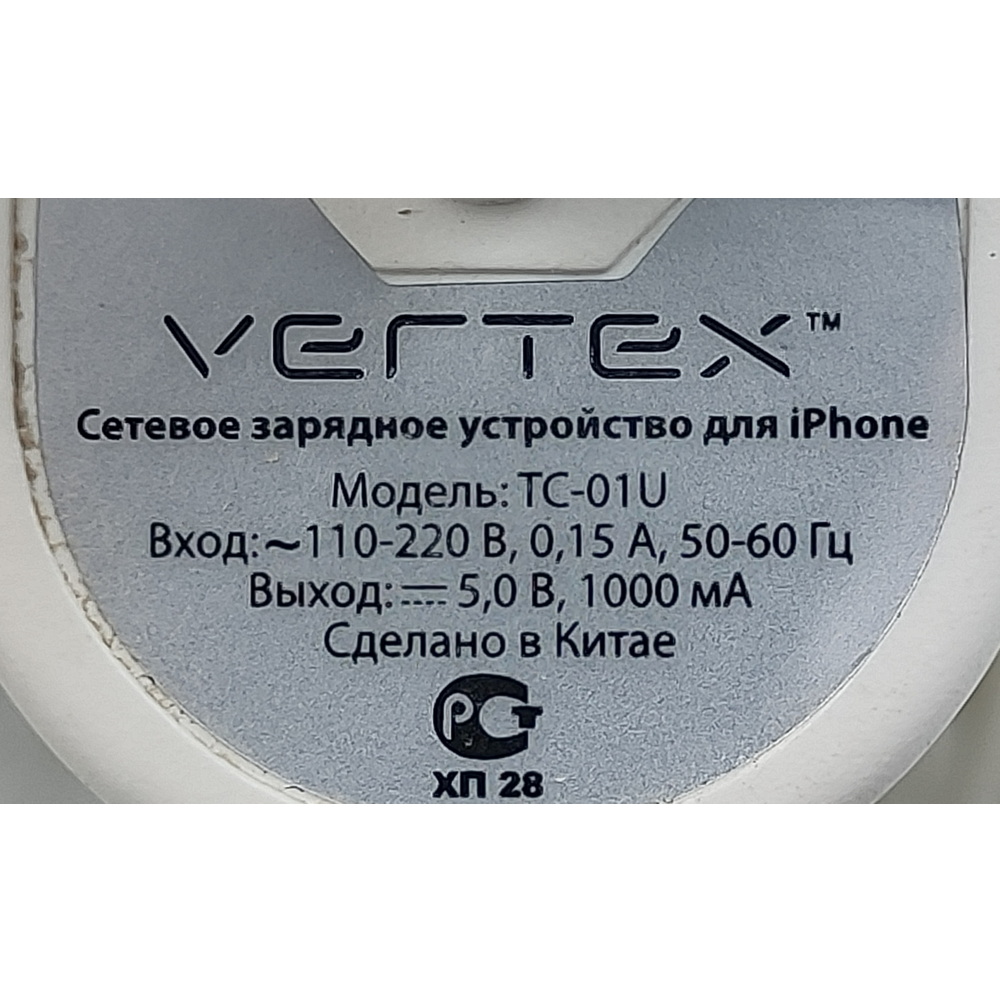 vertex™
Сетевое зарядное устройство для iPhone
Модель: TC-01U
Вход:~110-220 В, 0,15 А, 50-60 Гц
Выход:⎓5,0 В, 1000 мА
Сделано в Китае
РСТ
ХП 28